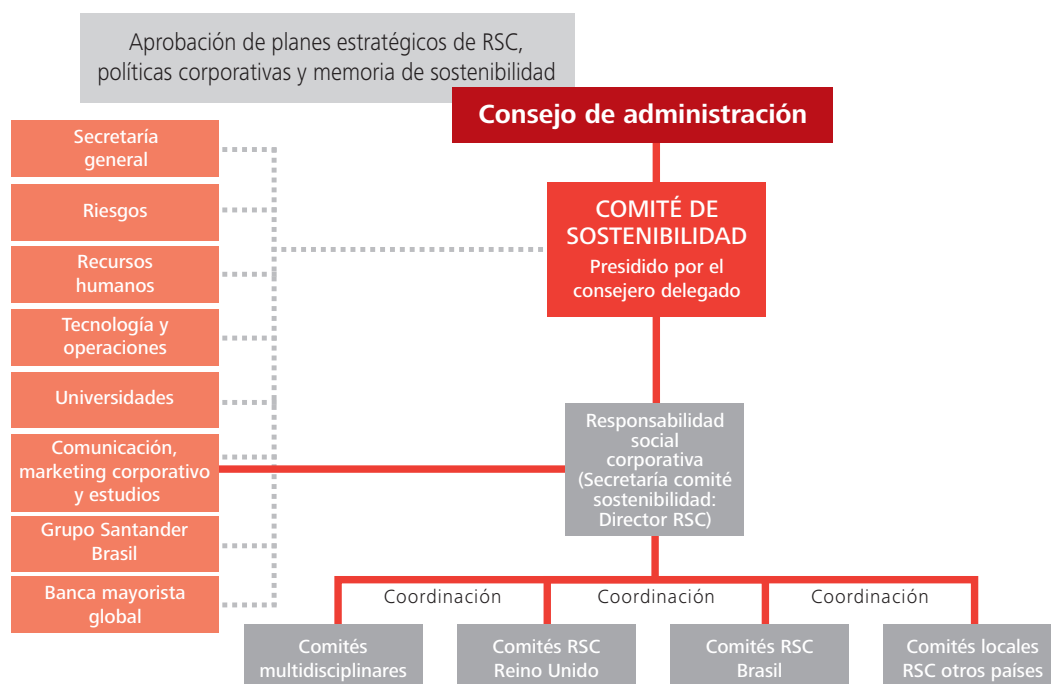 Aprobación de planes estratégicos de RSC,
políticas corporativas y memoria de sostenibilidad
Consejo de administración
Secretaría
general
Riesgos
Recursos
humanos
Tecnología y
operaciones
Universidades
Comunicación,
marketing corporativo
y estudios
Grupo Santander
Brasil
Banca mayorista
global
COMITÉ DE
SOSTENIBILIDAD
Presidido por el
consejero delegado
Responsabilidad
social
corporativa
(Secretaría comité
sostenibilidad:
Director RSC)
Coordinación
Coordinación
Coordinación
Comités
multidisciplinares
Comités RSC
Reino Unido
Comités RSC
Brasil
Comités locales
RSC otros países